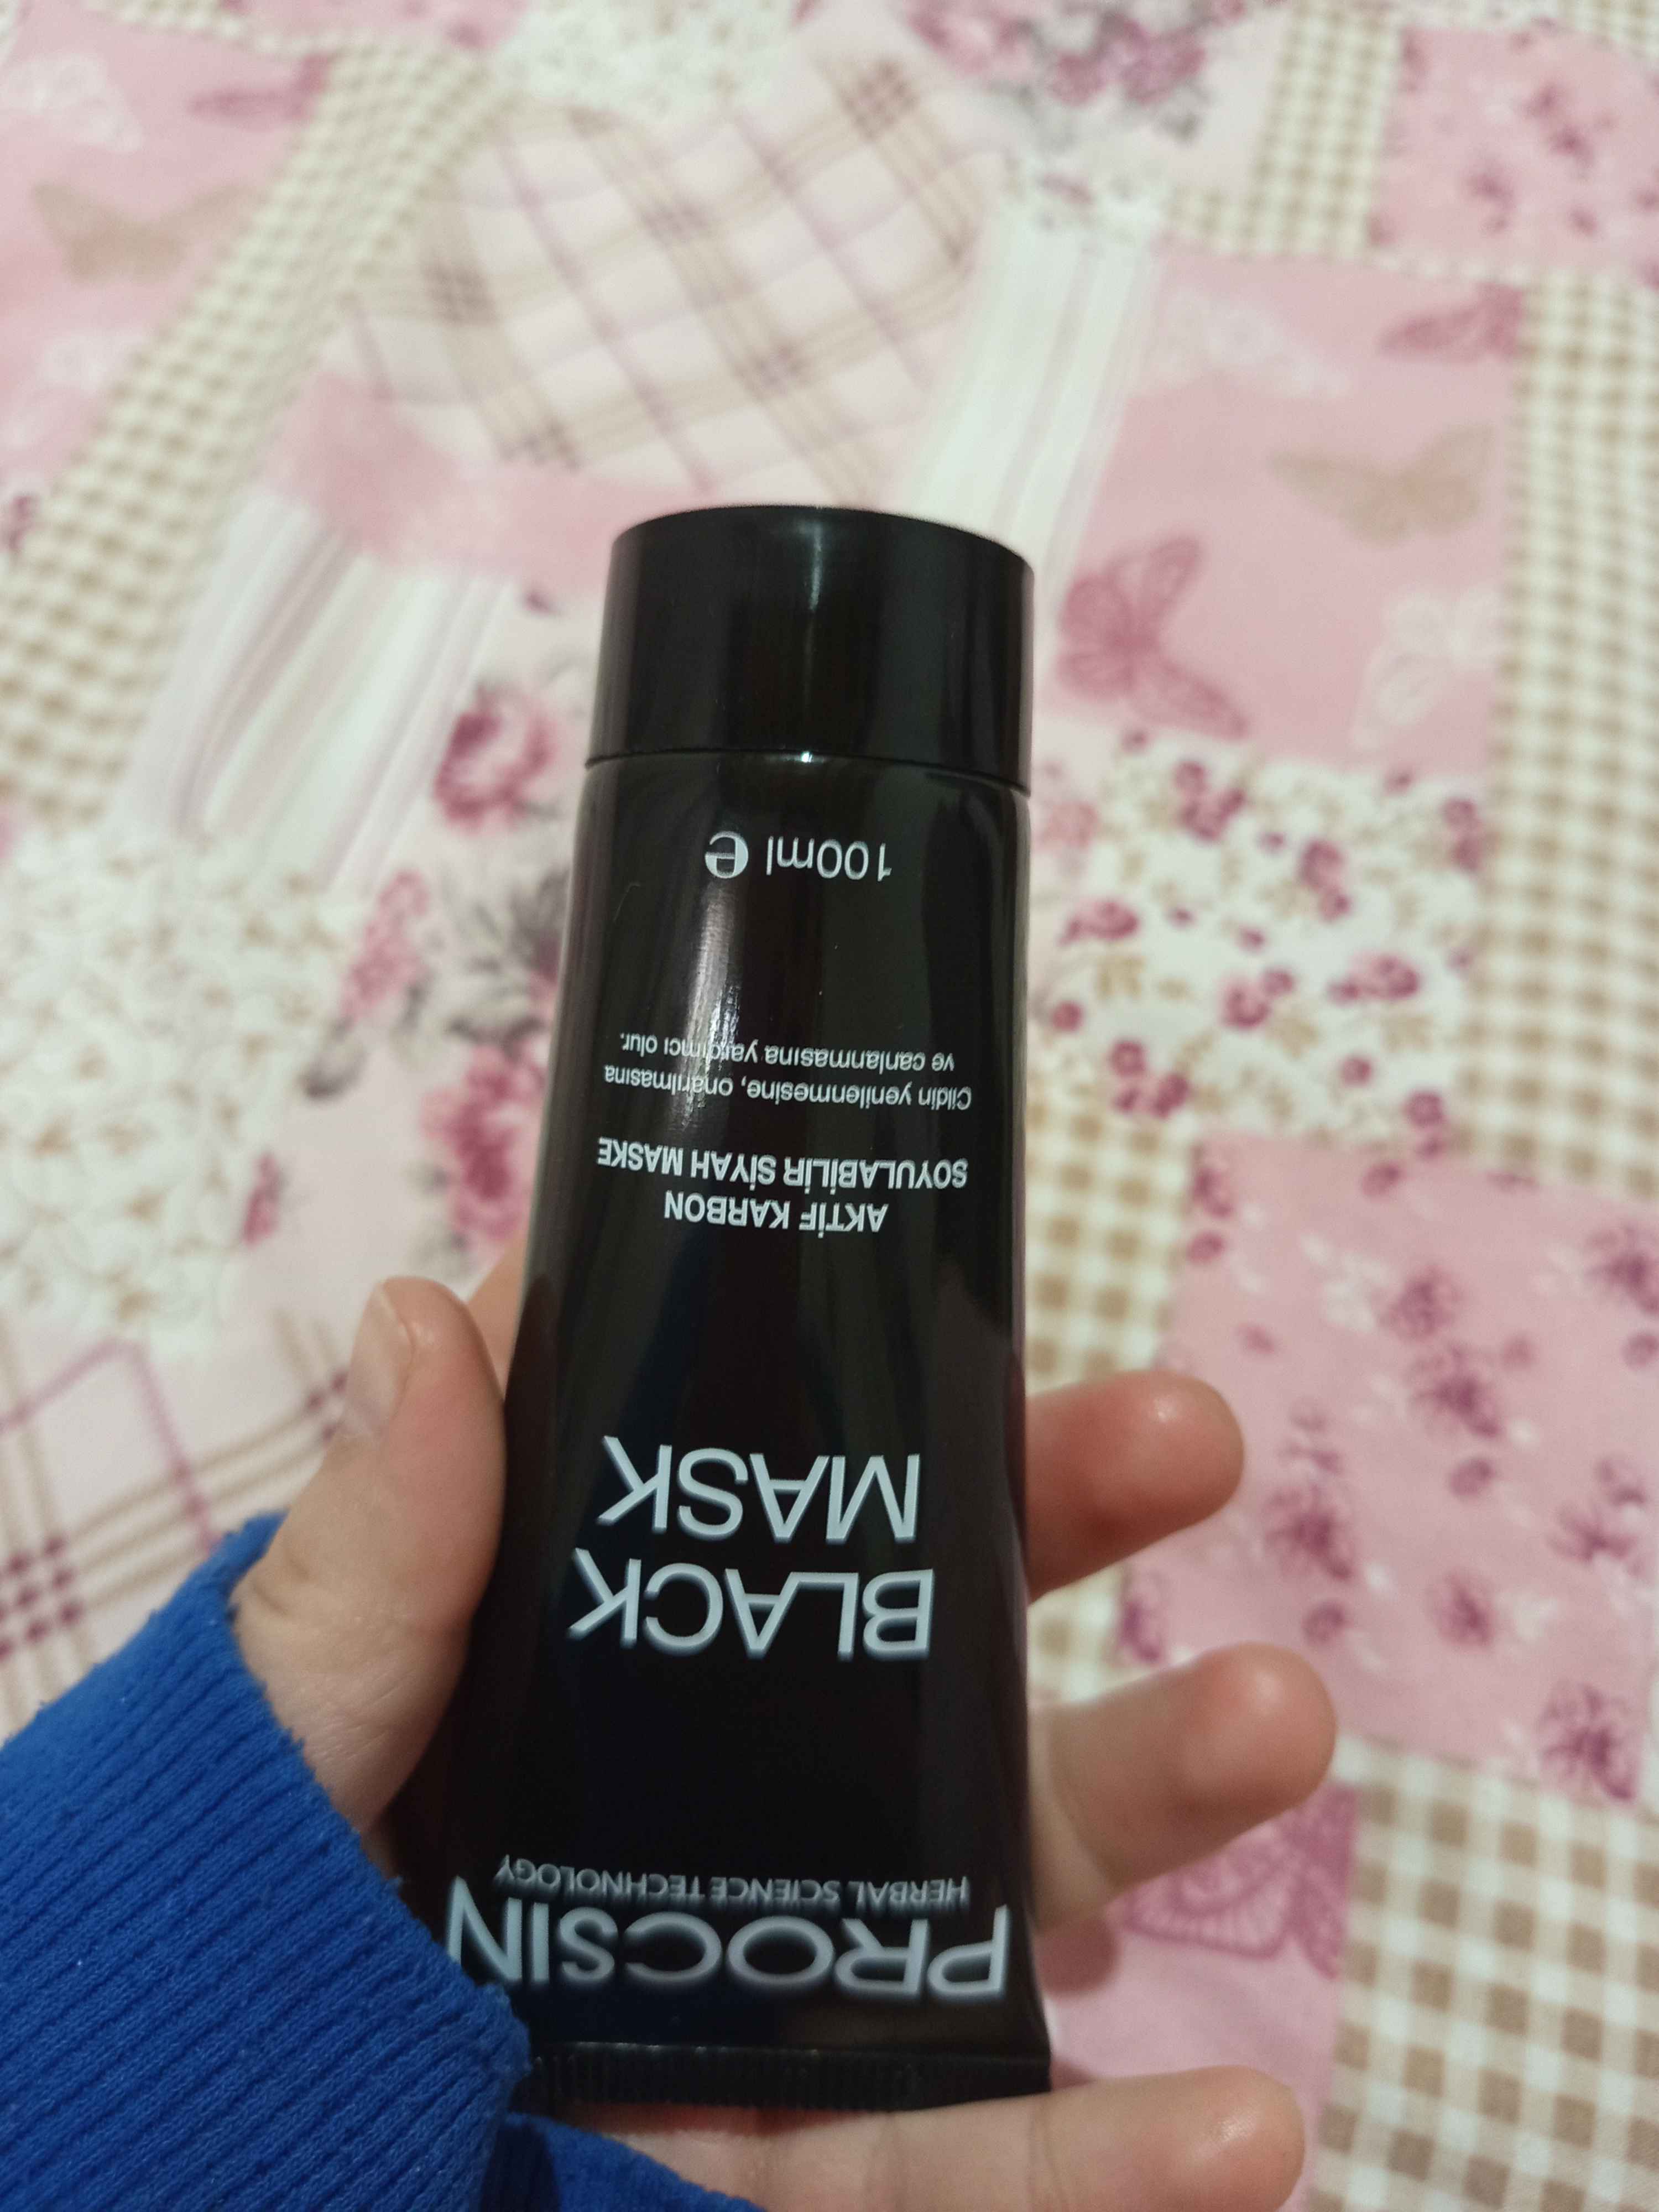 PROCSIN
HERBAL SCIENCE TECHNOLOGY
BLACK
MASK
AKTİF KARBON
SOYULABİLİR SİYAH MASKE
Cildin yenilenmesine, onarılmasına
ve canlanmasına yardımcı olur.
100ml e